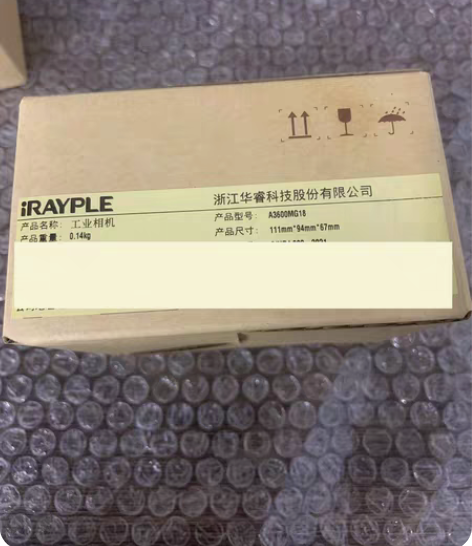 iRAYPLE
浙江华睿科技股份有限公司
产品名称: 工业相机
产品型号: A3600MG18
产品重量: 0.14kg
产品尺寸: 111mm*94mm*67mm